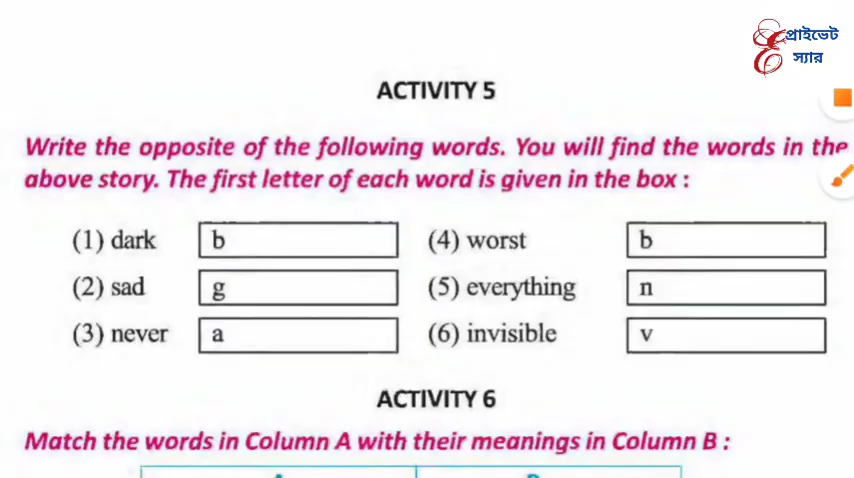 প্রাইভেট
স্যার
ACTIVITY 5
Write the opposite of the following words. You will find the words in the
above story. The first letter of each word is given in the box :
(1) dark b (4) worst b
(2) sad g (5) everything n
(3) never a (6) invisible v
ACTIVITY 6
Match the words in Column A with their meanings in Column B :